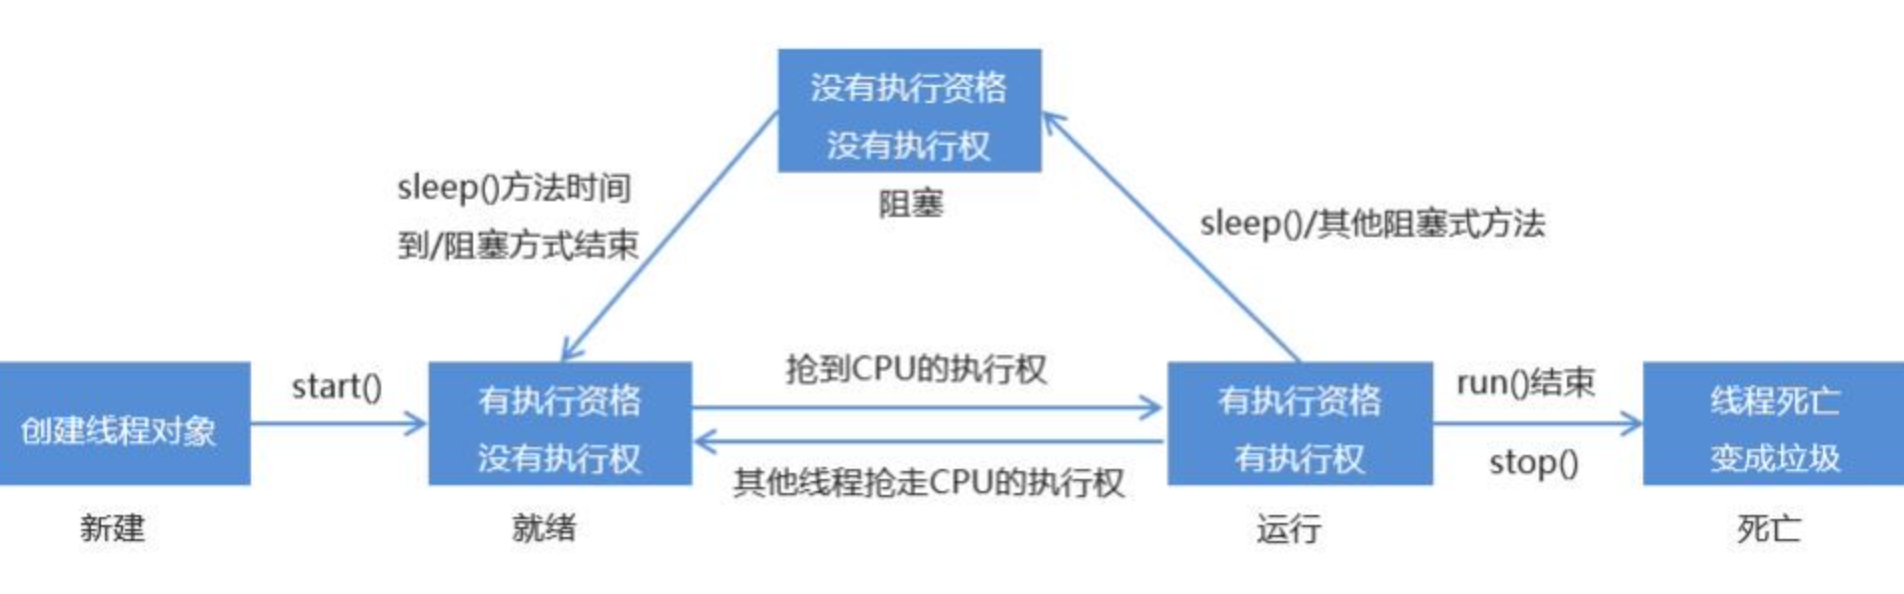 没有执行资格
没有执行权
阻塞
sleep()方法时间
到/阻塞方式结束
sleep()/其他阻塞式方法
创建线程对象
新建
start()
有执行资格
没有执行权
就绪
抢到CPU的执行权
其他线程抢走CPU的执行权
有执行资格
有执行权
运行
run()结束
stop()
线程死亡
变成垃圾
死亡